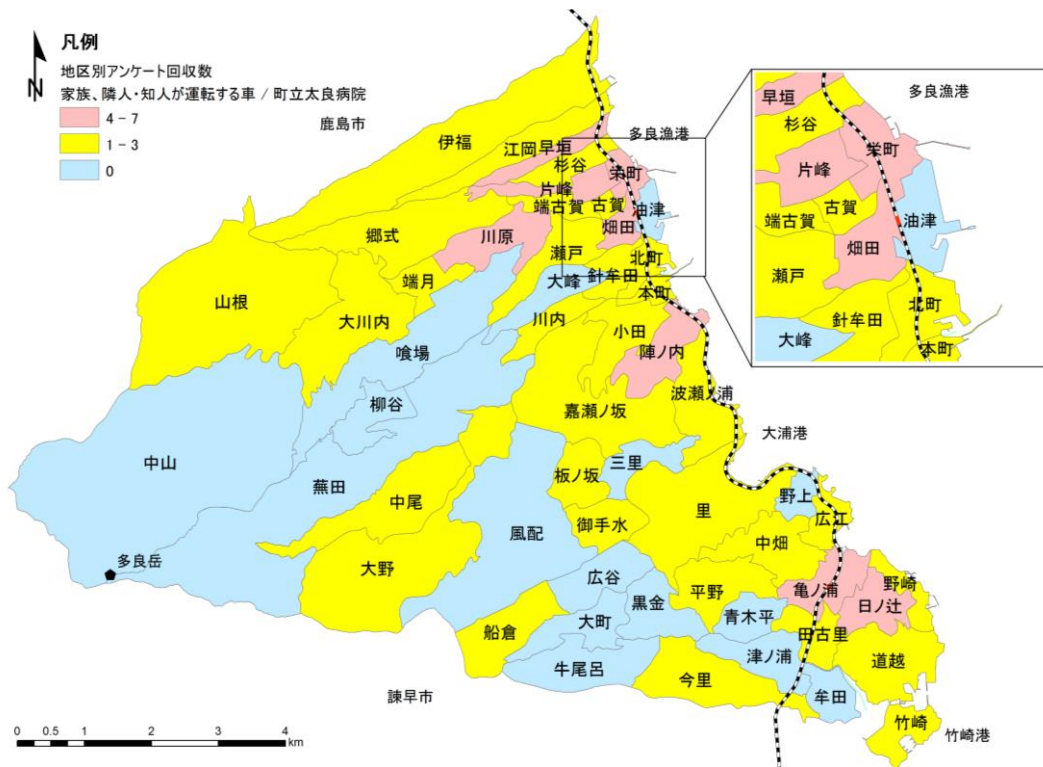 凡例
地区別アンケート回収数
家族、隣人・知人が運転する車 / 町立太良病院
4 - 7
1 - 3
0
N
鹿島市
多良漁港
伊福
江岡
早垣
杉谷
栄町
片峰
端古賀
古賀
油津
畑田
郷式
川原
瀬戸
北町
端月
大峰
針牟田
本町
山根
大川内
川内
小田
陣ノ内
喰場
波瀬ノ浦
柳谷
嘉瀬ノ坂
大浦港
中山
三里
板ノ坂
蕪田
中尾
里
野上
広江
風配
御手水
中畑
多良岳
大野
広谷
平野
亀ノ浦
野崎
黒金
日ノ辻
大町
青木平
船倉
田古里
津ノ浦
道越
牛尾呂
今里
牟田
諫早市
竹崎
竹崎港
0 0.5 1 2 3 4
km
早垣
多良漁港
杉谷
栄町
片峰
古賀
端古賀
油津
畑田
瀬戸
北町
針牟田
大峰
本町